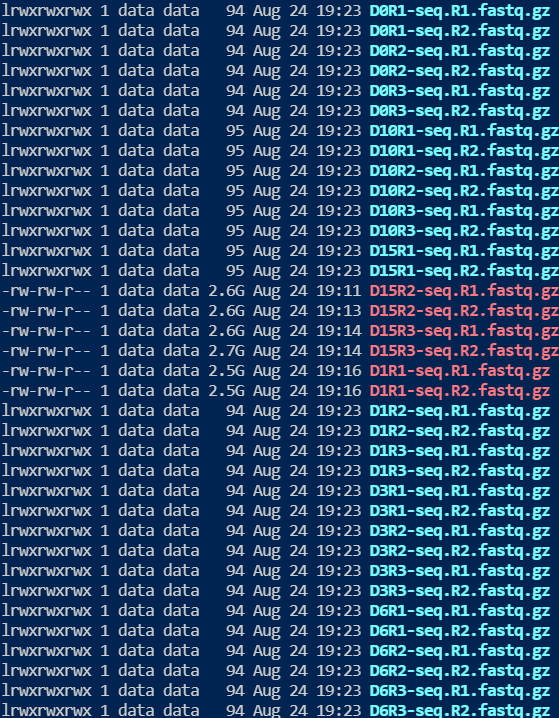 lrwxrwxrwx 1 data data   94 Aug 24 19:23 D0R1-seq.R1.fastq.gz
lrwxrwxrwx 1 data data   94 Aug 24 19:23 D0R1-seq.R2.fastq.gz
lrwxrwxrwx 1 data data   94 Aug 24 19:23 D0R2-seq.R1.fastq.gz
lrwxrwxrwx 1 data data   94 Aug 24 19:23 D0R2-seq.R2.fastq.gz
lrwxrwxrwx 1 data data   94 Aug 24 19:23 D0R3-seq.R1.fastq.gz
lrwxrwxrwx 1 data data   94 Aug 24 19:23 D0R3-seq.R2.fastq.gz
lrwxrwxrwx 1 data data   95 Aug 24 19:23 D10R1-seq.R1.fastq.gz
lrwxrwxrwx 1 data data   95 Aug 24 19:23 D10R1-seq.R2.fastq.gz
lrwxrwxrwx 1 data data   95 Aug 24 19:23 D10R2-seq.R1.fastq.gz
lrwxrwxrwx 1 data data   95 Aug 24 19:23 D10R2-seq.R2.fastq.gz
lrwxrwxrwx 1 data data   95 Aug 24 19:23 D10R3-seq.R1.fastq.gz
lrwxrwxrwx 1 data data   95 Aug 24 19:23 D10R3-seq.R2.fastq.gz
lrwxrwxrwx 1 data data   95 Aug 24 19:23 D15R1-seq.R1.fastq.gz
lrwxrwxrwx 1 data data   95 Aug 24 19:23 D15R1-seq.R2.fastq.gz
-rw-rw-r-- 1 data data 2.6G Aug 24 19:11 D15R2-seq.R1.fastq.gz
-rw-rw-r-- 1 data data 2.6G Aug 24 19:13 D15R2-seq.R2.fastq.gz
-rw-rw-r-- 1 data data 2.6G Aug 24 19:14 D15R3-seq.R1.fastq.gz
-rw-rw-r-- 1 data data 2.7G Aug 24 19:14 D15R3-seq.R2.fastq.gz
-rw-rw-r-- 1 data data 2.5G Aug 24 19:16 D1R1-seq.R1.fastq.gz
-rw-rw-r-- 1 data data 2.5G Aug 24 19:16 D1R1-seq.R2.fastq.gz
lrwxrwxrwx 1 data data   94 Aug 24 19:23 D1R2-seq.R1.fastq.gz
lrwxrwxrwx 1 data data   94 Aug 24 19:23 D1R2-seq.R2.fastq.gz
lrwxrwxrwx 1 data data   94 Aug 24 19:23 D1R3-seq.R1.fastq.gz
lrwxrwxrwx 1 data data   94 Aug 24 19:23 D1R3-seq.R2.fastq.gz
lrwxrwxrwx 1 data data   94 Aug 24 19:23 D3R1-seq.R1.fastq.gz
lrwxrwxrwx 1 data data   94 Aug 24 19:23 D3R1-seq.R2.fastq.gz
lrwxrwxrwx 1 data data   94 Aug 24 19:23 D3R2-seq.R1.fastq.gz
lrwxrwxrwx 1 data data   94 Aug 24 19:23 D3R2-seq.R2.fastq.gz
lrwxrwxrwx 1 data data   94 Aug 24 19:23 D3R3-seq.R1.fastq.gz
lrwxrwxrwx 1 data data   94 Aug 24 19:23 D3R3-seq.R2.fastq.gz
lrwxrwxrwx 1 data data   94 Aug 24 19:23 D6R1-seq.R1.fastq.gz
lrwxrwxrwx 1 data data   94 Aug 24 19:23 D6R1-seq.R2.fastq.gz
lrwxrwxrwx 1 data data   94 Aug 24 19:23 D6R2-seq.R1.fastq.gz
lrwxrwxrwx 1 data data   94 Aug 24 19:23 D6R2-seq.R2.fastq.gz
lrwxrwxrwx 1 data data   94 Aug 24 19:23 D6R3-seq.R1.fastq.gz
lrwxrwxrwx 1 data data   94 Aug 24 19:23 D6R3-seq.R2.fastq.gz